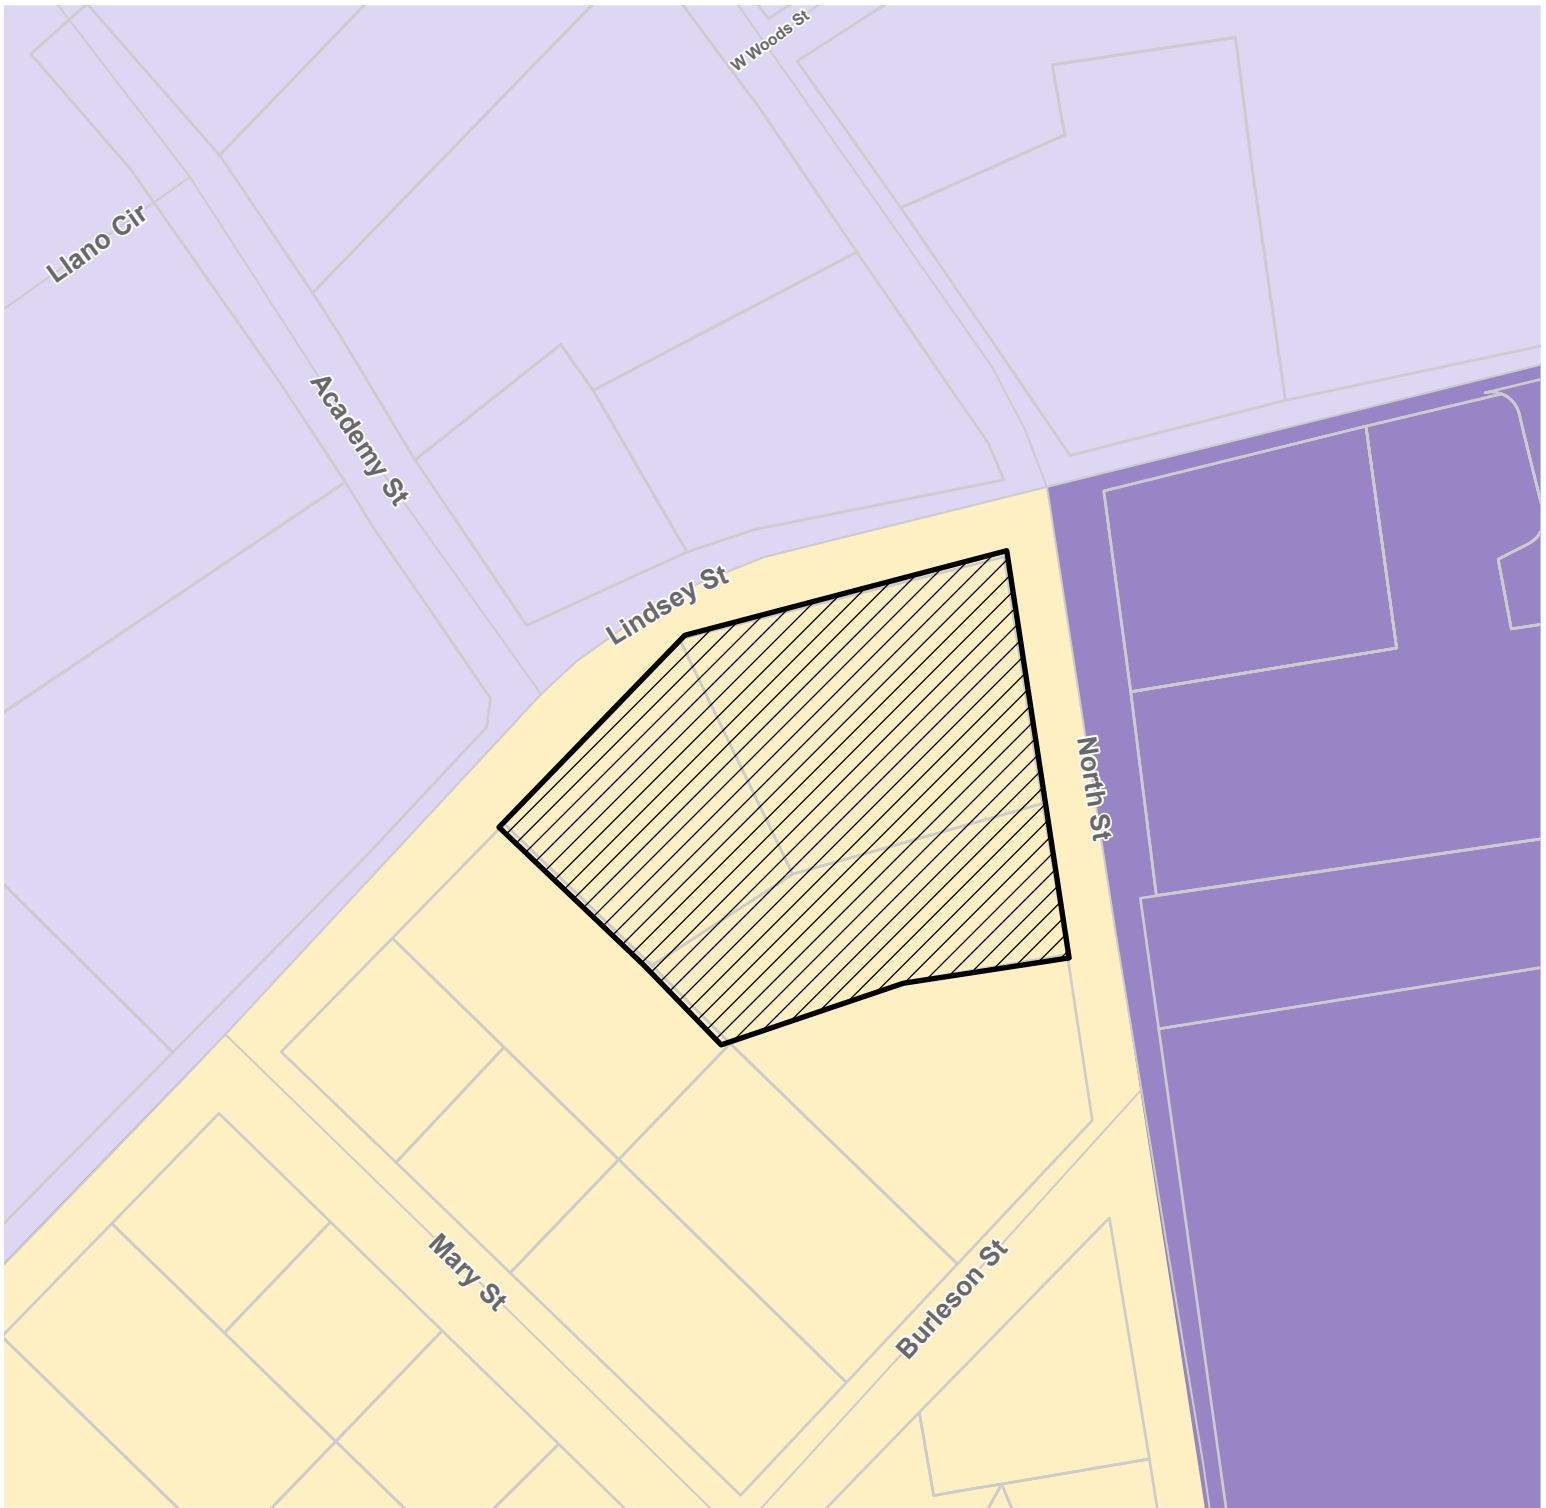 W Woods St
Llano Cir
Academy St
Lindsey St
North St
Mary St
Burleson St